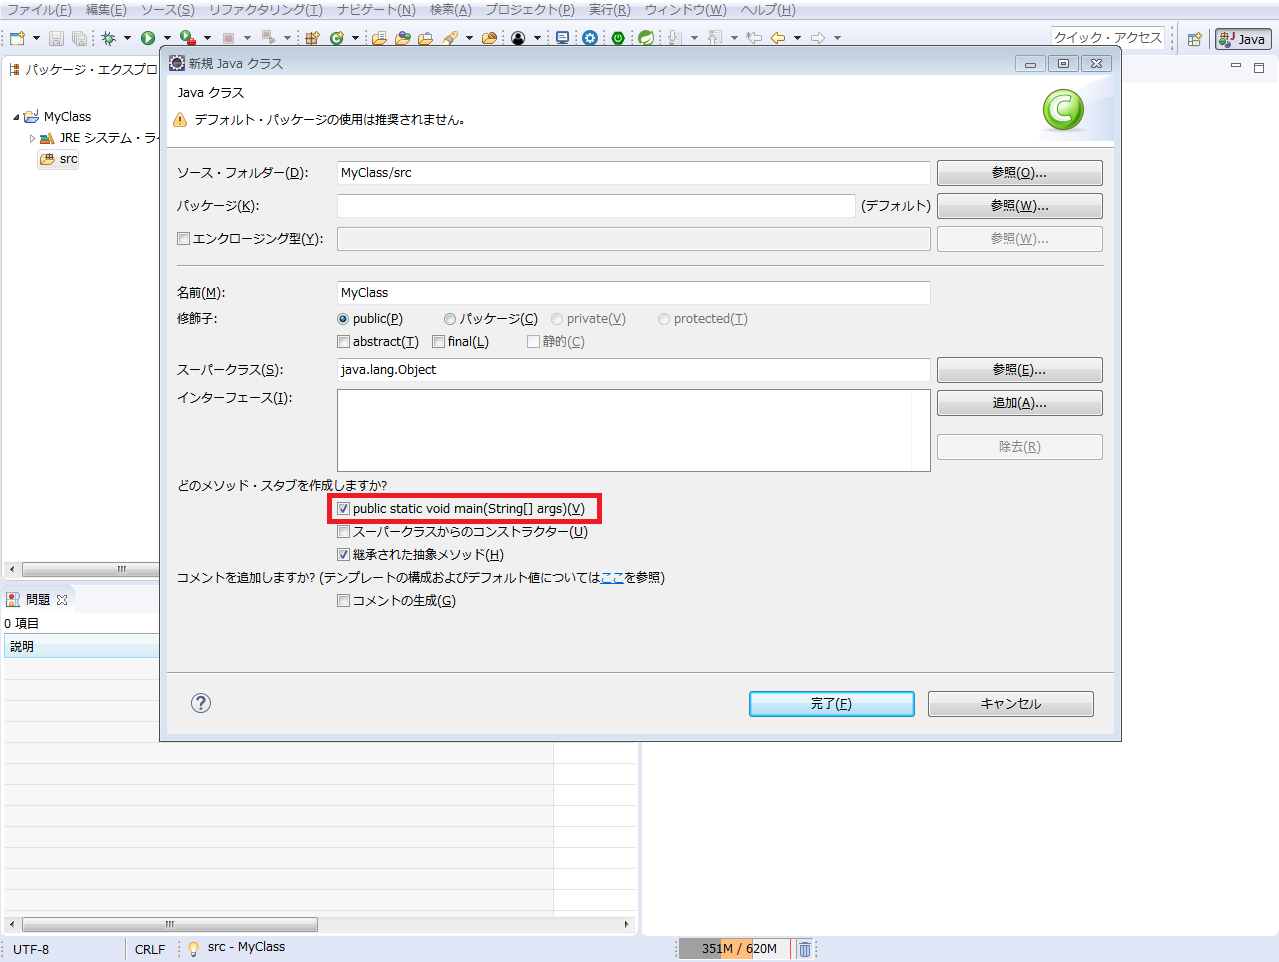 ファイル(F) 編集(E) ソース(S) リファクタリング(T) ナビゲート(N) 検索(A) プロジェクト(P) 実行(R) ウィンドウ(W) ヘルプ(H)
クイック・アクセス
Java
パッケージ・エクスプロ
新規 Java クラス
Java クラス
デフォルト・パッケージの使用は推奨されません。
MyClass
JRE システム・ラ
src
ソース・フォルダー(D): MyClass/src 参照(O)...
パッケージ(K): (デフォルト) 参照(W)...
エンクロージング型(Y): 参照(W)...
名前(M): MyClass
修飾子: public(P) パッケージ(C) private(V) protected(T)
abstract(T) final(L) 静的(C)
スーパークラス(S): java.lang.Object 参照(E)...
インターフェース(I): 追加(A)...
除去(R)
どのメソッド・スタブを作成しますか?
public static void main(String[] args)(V)
スーパークラスからのコンストラクター(U)
継承された抽象メソッド(H)
コメントを追加しますか? (テンプレートの構成およびデフォルト値についてはここを参照)
コメントの生成(G)
問題
0 項目
説明
完了(F) キャンセル
UTF-8 CRLF src - MyClass 351M / 620M